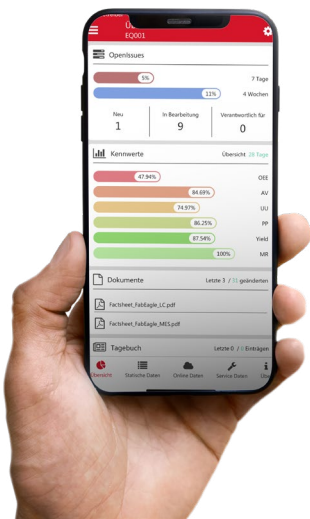 EQ001
OpenIssues
5% 7 Tage
11% 4 Wochen
Neu In Bearbeitung Verantwortlich für
1 9 0
Kennwerte Übersicht 28 Tage
47.94% OEE
84.69% AV
74.97% UU
86.25% PP
87.54% Yield
100% MR
Dokumente Letzte 3 / 11 geänderten
Factsheet_FabEagle_LC.pdf
Factsheet_FabEagle_MES.pdf
Tagebuch Letzte 0 / 0 Einträgen
Übersicht Statische Daten Online Daten Service Daten